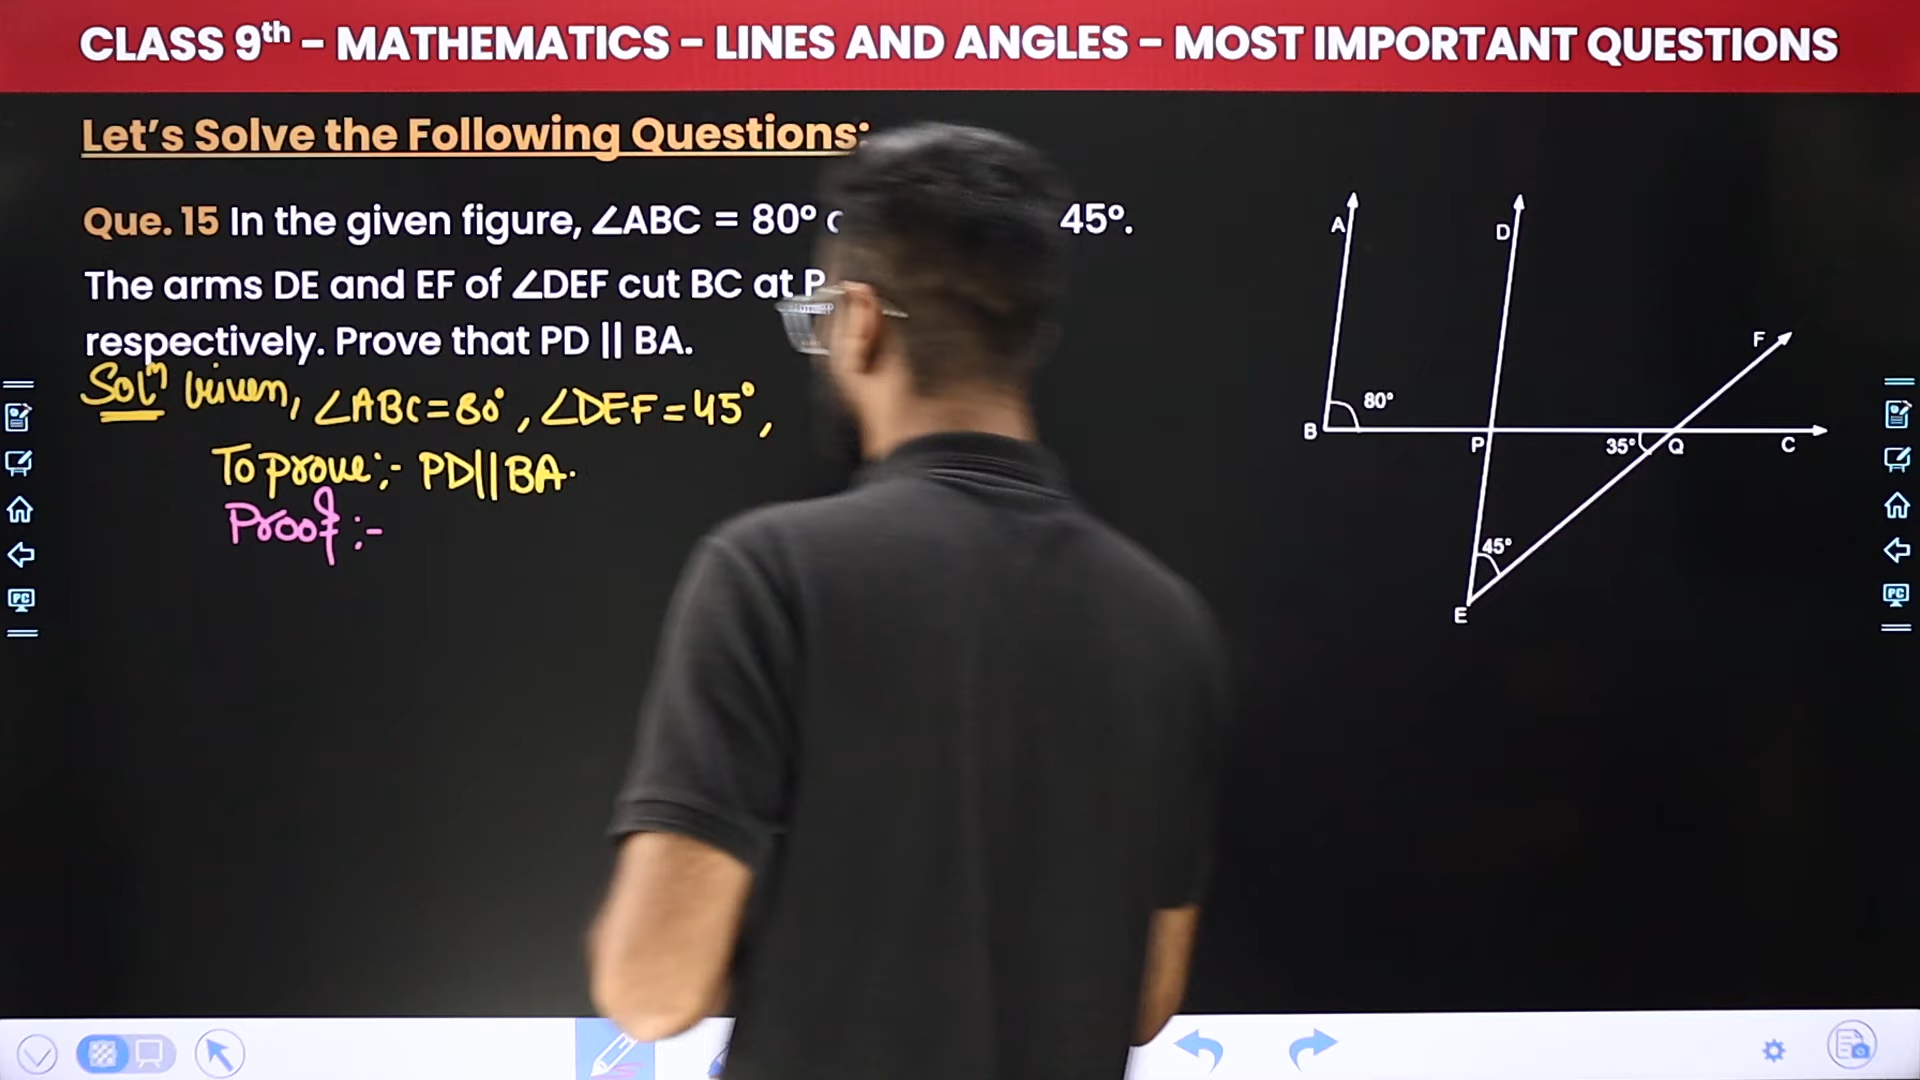 CLASS 9th – MATHEMATICS – LINES AND ANGLES – MOST IMPORTANT QUESTIONS
Let's Solve the Following Questions:
Que. 15 In the given figure, ∠ABC = 80° 45°.
The arms DE and EF of ∠DEF cut BC at P
respectively. Prove that PD || BA.
Solⁿ Given, ∠ABC=80°, ∠DEF=45°,
To prove:- PD||BA.
Proof:-
A
D
F
80°
B
P
35°
Q
C
45°
E
PC
PC